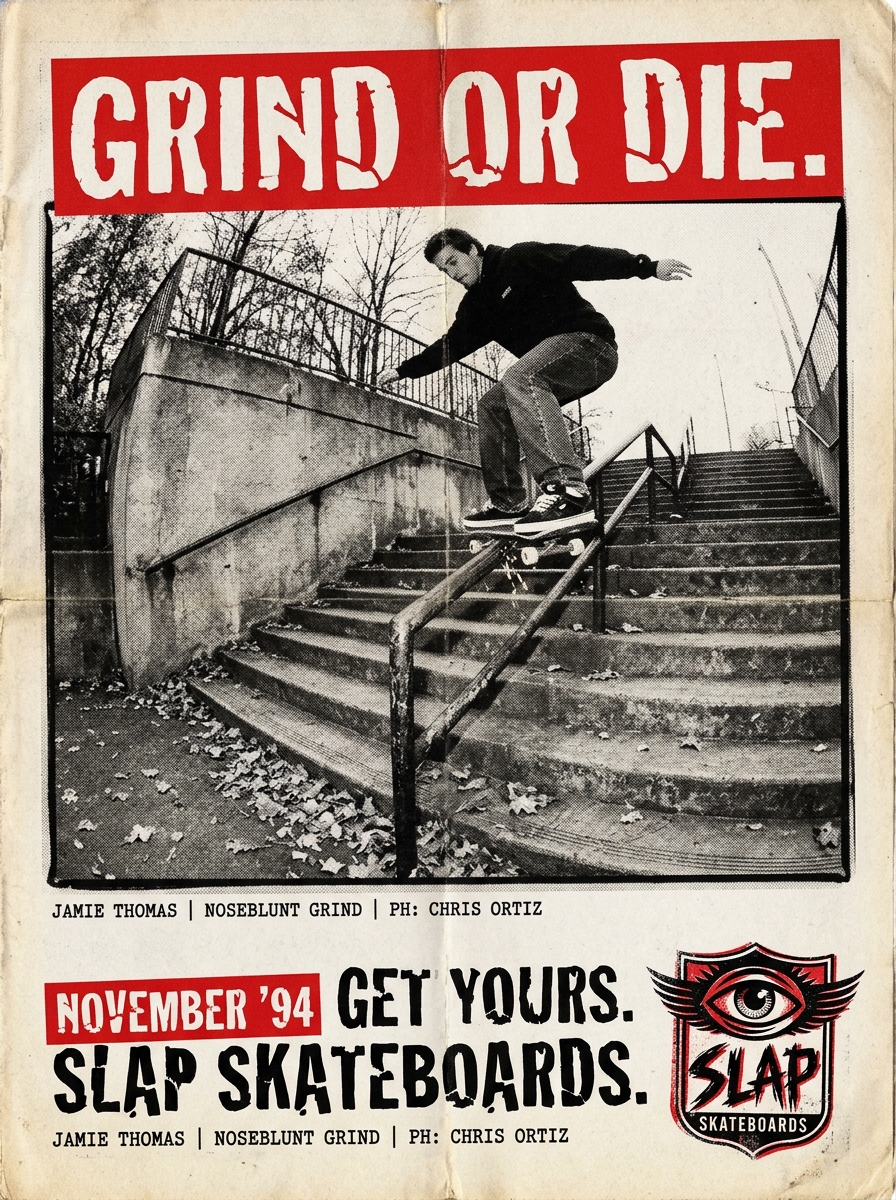 GRIND OR DIE.
JAMIE THOMAS | NOSEBLUNT GRIND | PH: CHRIS ORTIZ
NOVEMBER '94 GET YOURS.
SLAP SKATEBOARDS.
JAMIE THOMAS | NOSEBLUNT GRIND | PH: CHRIS ORTIZ
SLAP
SKATEBOARDS